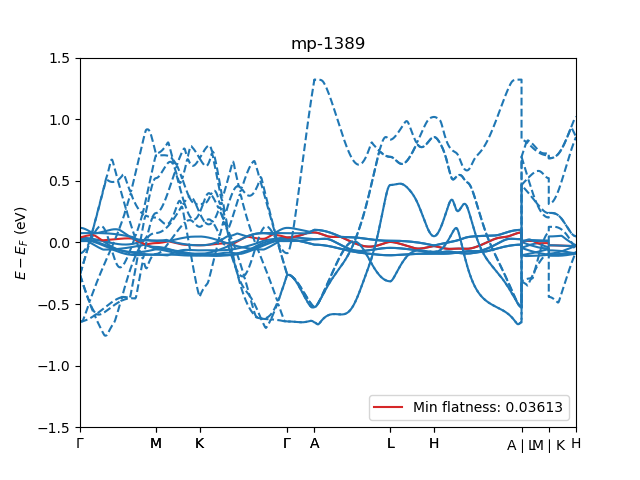 mp-1389
1.5
1.0
0.5
0.0
−0.5
−1.0
−1.5
E − E_F (eV)
Min flatness: 0.03613
Γ M K Γ A L H A | LM | K H